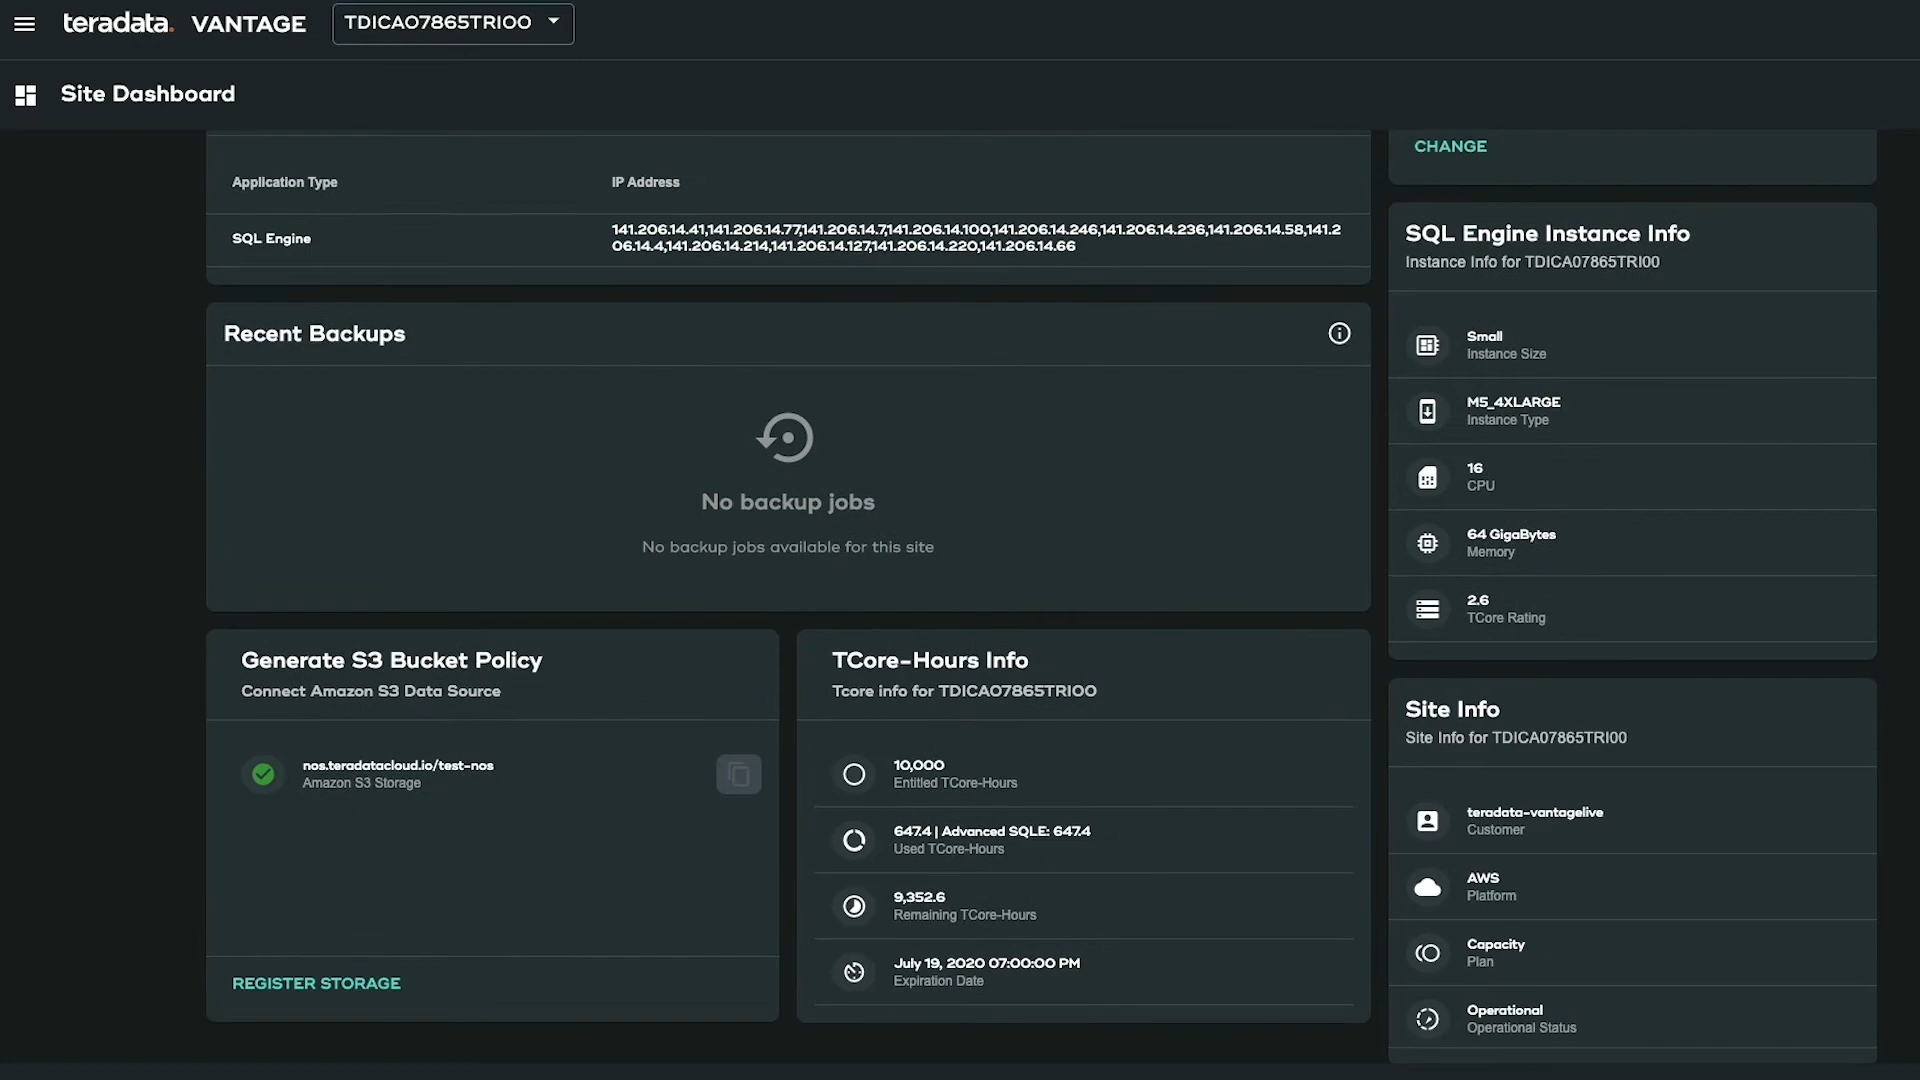 teradata. VANTAGE
TDICA07865TRI00
Site Dashboard
Application Type IP Address
SQL Engine
141.206.14.41,141.206.14.77,141.206.14.7,141.206.14.100,141.206.14.246,141.206.14.236,141.206.14.58,141.2
06.14.4,141.206.14.214,141.206.14.127,141.206.14.220,141.206.14.66
Recent Backups
No backup jobs
No backup jobs available for this site
Generate S3 Bucket Policy
Connect Amazon S3 Data Source
nos.teradatacloud.io/test-nos
Amazon S3 Storage
REGISTER STORAGE
TCore-Hours Info
Tcore info for TDICA07865TRI00
10,000
Entitled TCore-Hours
647.4 | Advanced SQLE: 647.4
Used TCore-Hours
9,352.6
Remaining TCore-Hours
July 19, 2020 07:00:00 PM
Expiration Date
CHANGE
SQL Engine Instance Info
Instance Info for TDICA07865TRI00
Small
Instance Size
M5_4XLARGE
Instance Type
16
CPU
64 GigaBytes
Memory
2.6
TCore Rating
Site Info
Site Info for TDICA07865TRI00
teradata-vantagelive
Customer
AWS
Platform
Capacity
Plan
Operational
Operational Status